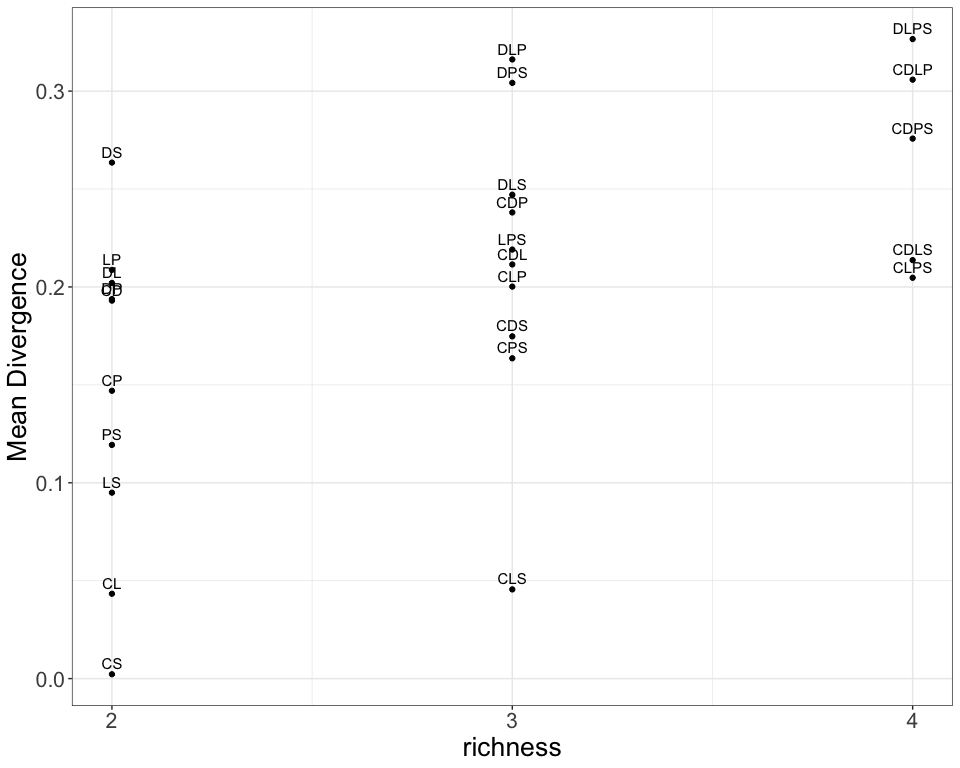 DLPS
DLP
CDLP
DPS
0.3
CDPS
DS
DLS
CDP
LPS
LP
CDL
CDLS
DL
CLP
CLPS
0.2
CD
CDS
CPS
CP
PS
LS
0.1
CL
CLS
CS
0.0
2
3
4
richness
Mean Divergence